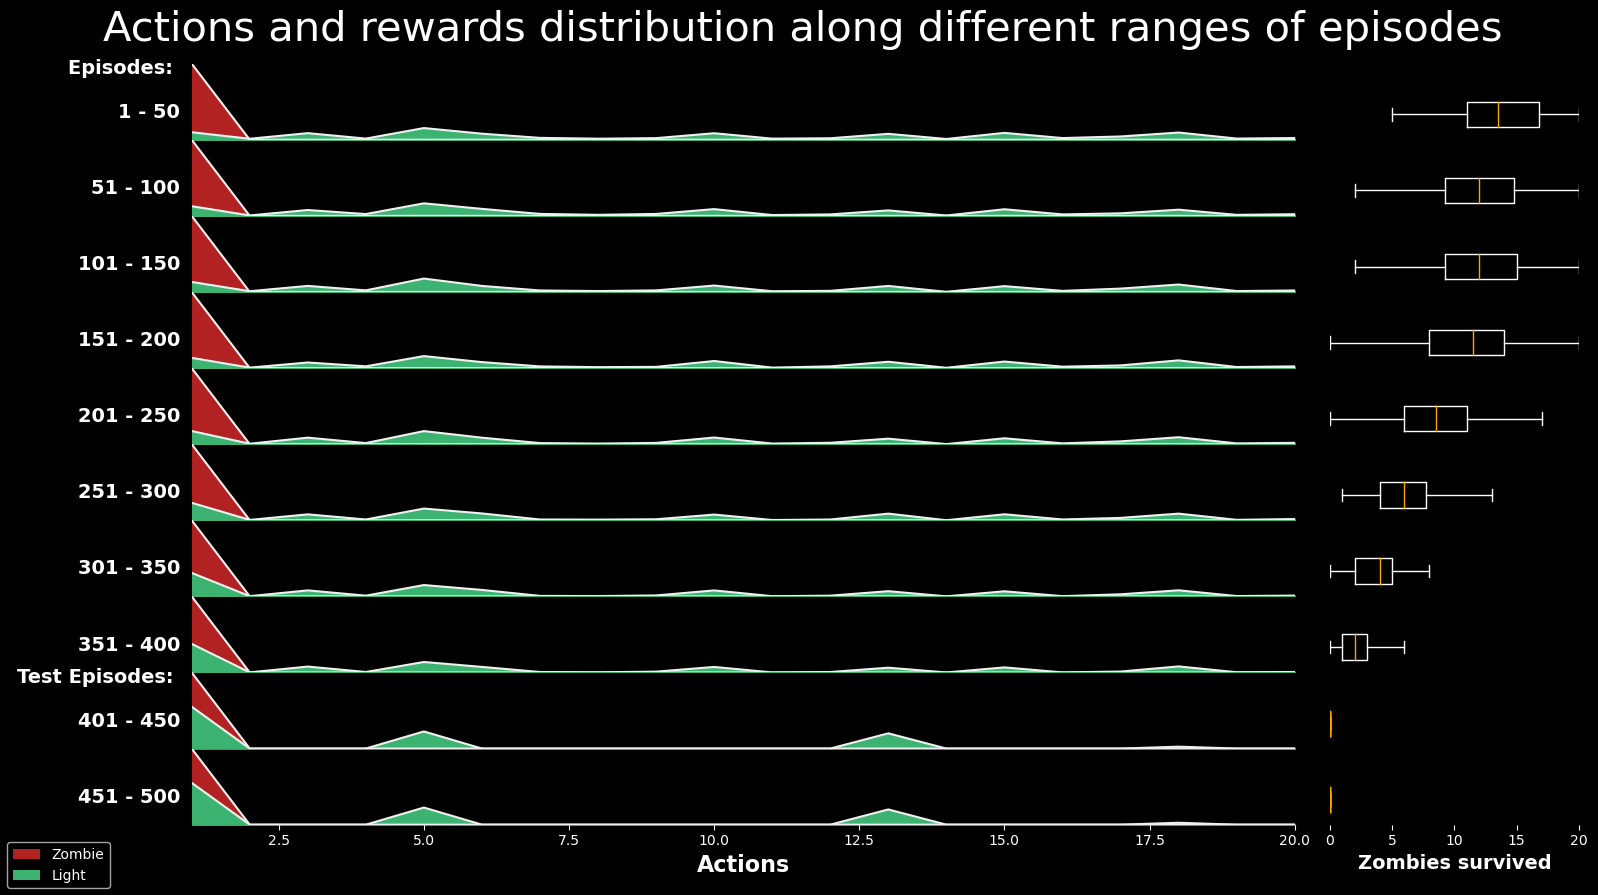 Actions and rewards distribution along different ranges of episodes
Episodes:
1 - 50
51 - 100
101 - 150
151 - 200
201 - 250
251 - 300
301 - 350
351 - 400
Test Episodes:
401 - 450
451 - 500
2.5 5.0 7.5 10.0 12.5 15.0 17.5 20.0
0 5 10 15 20
Actions
Zombies survived
Zombie
Light